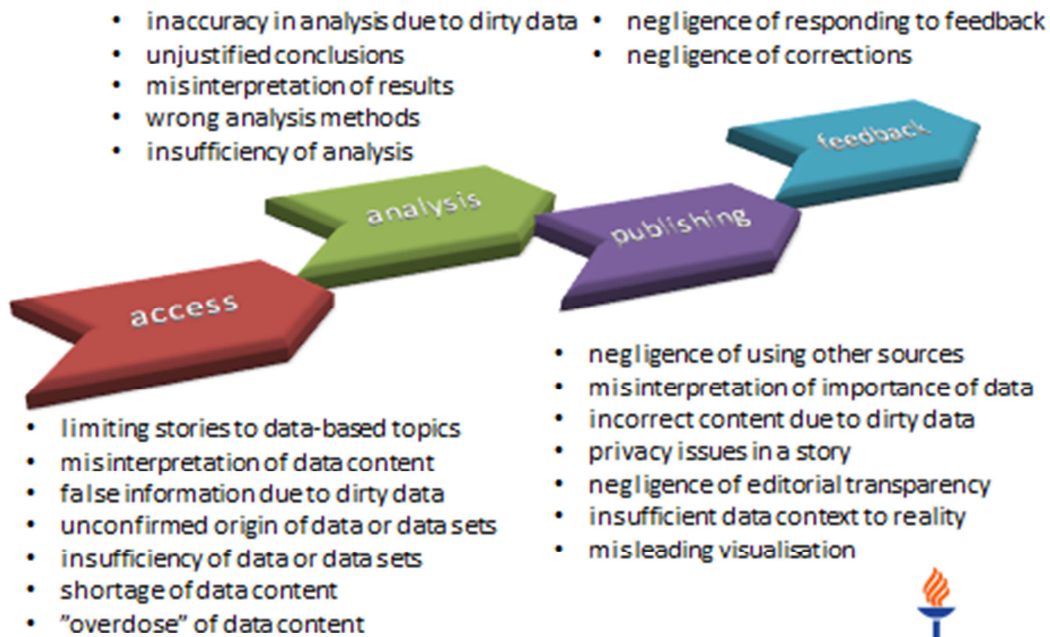 • inaccuracy in analysis due to dirty data
• unjustified conclusions
• misinterpretation of results
• wrong analysis methods
• insufficiency of analysis
• negligence of responding to feedback
• negligence of corrections
feedback
analysis
publishing
access
• limiting stories to data-based topics
• misinterpretation of data content
• false information due to dirty data
• unconfirmed origin of data or data sets
• insufficiency of data or data sets
• shortage of data content
• ”overdose” of data content
• negligence of using other sources
• misinterpretation of importance of data
• incorrect content due to dirty data
• privacy issues in a story
• negligence of editorial transparency
• insufficient data context to reality
• misleading visualisation